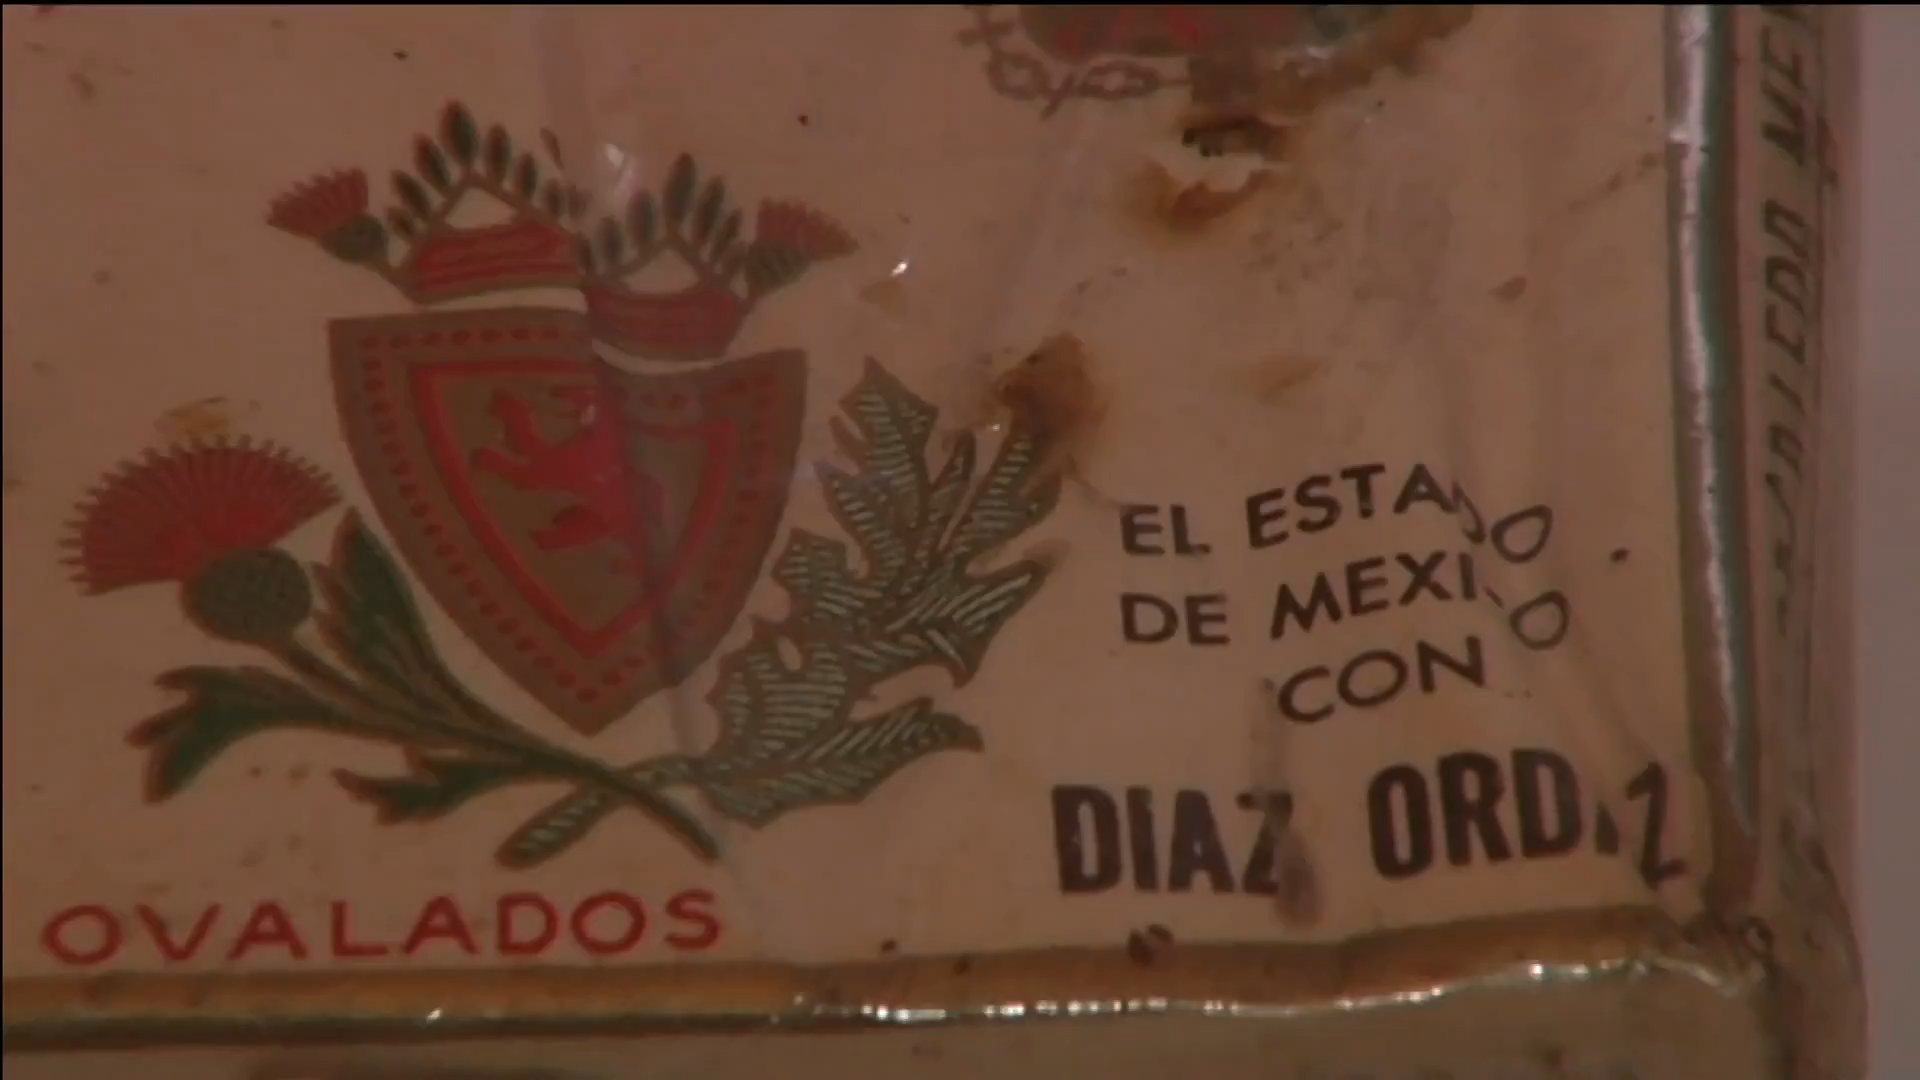 EL ESTADO
DE MEXICO
CON
DIAZ ORDAZ
OVALADOS